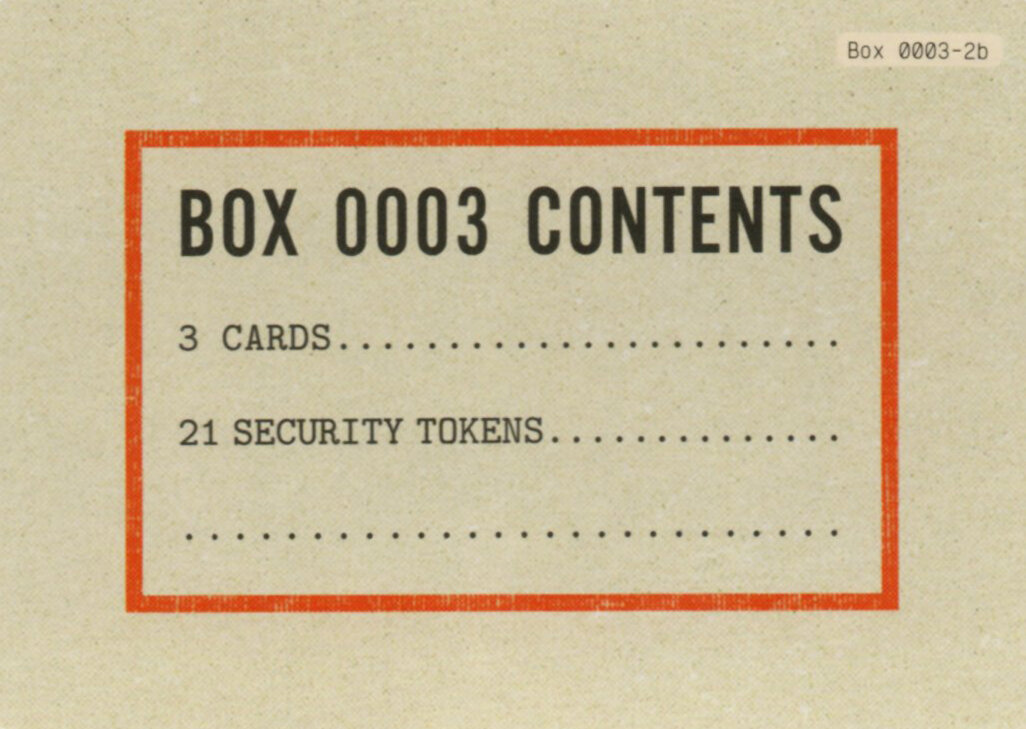 Box 0003-2b
BOX 0003 CONTENTS
3 CARDS.......................
21 SECURITY TOKENS..............
..........................